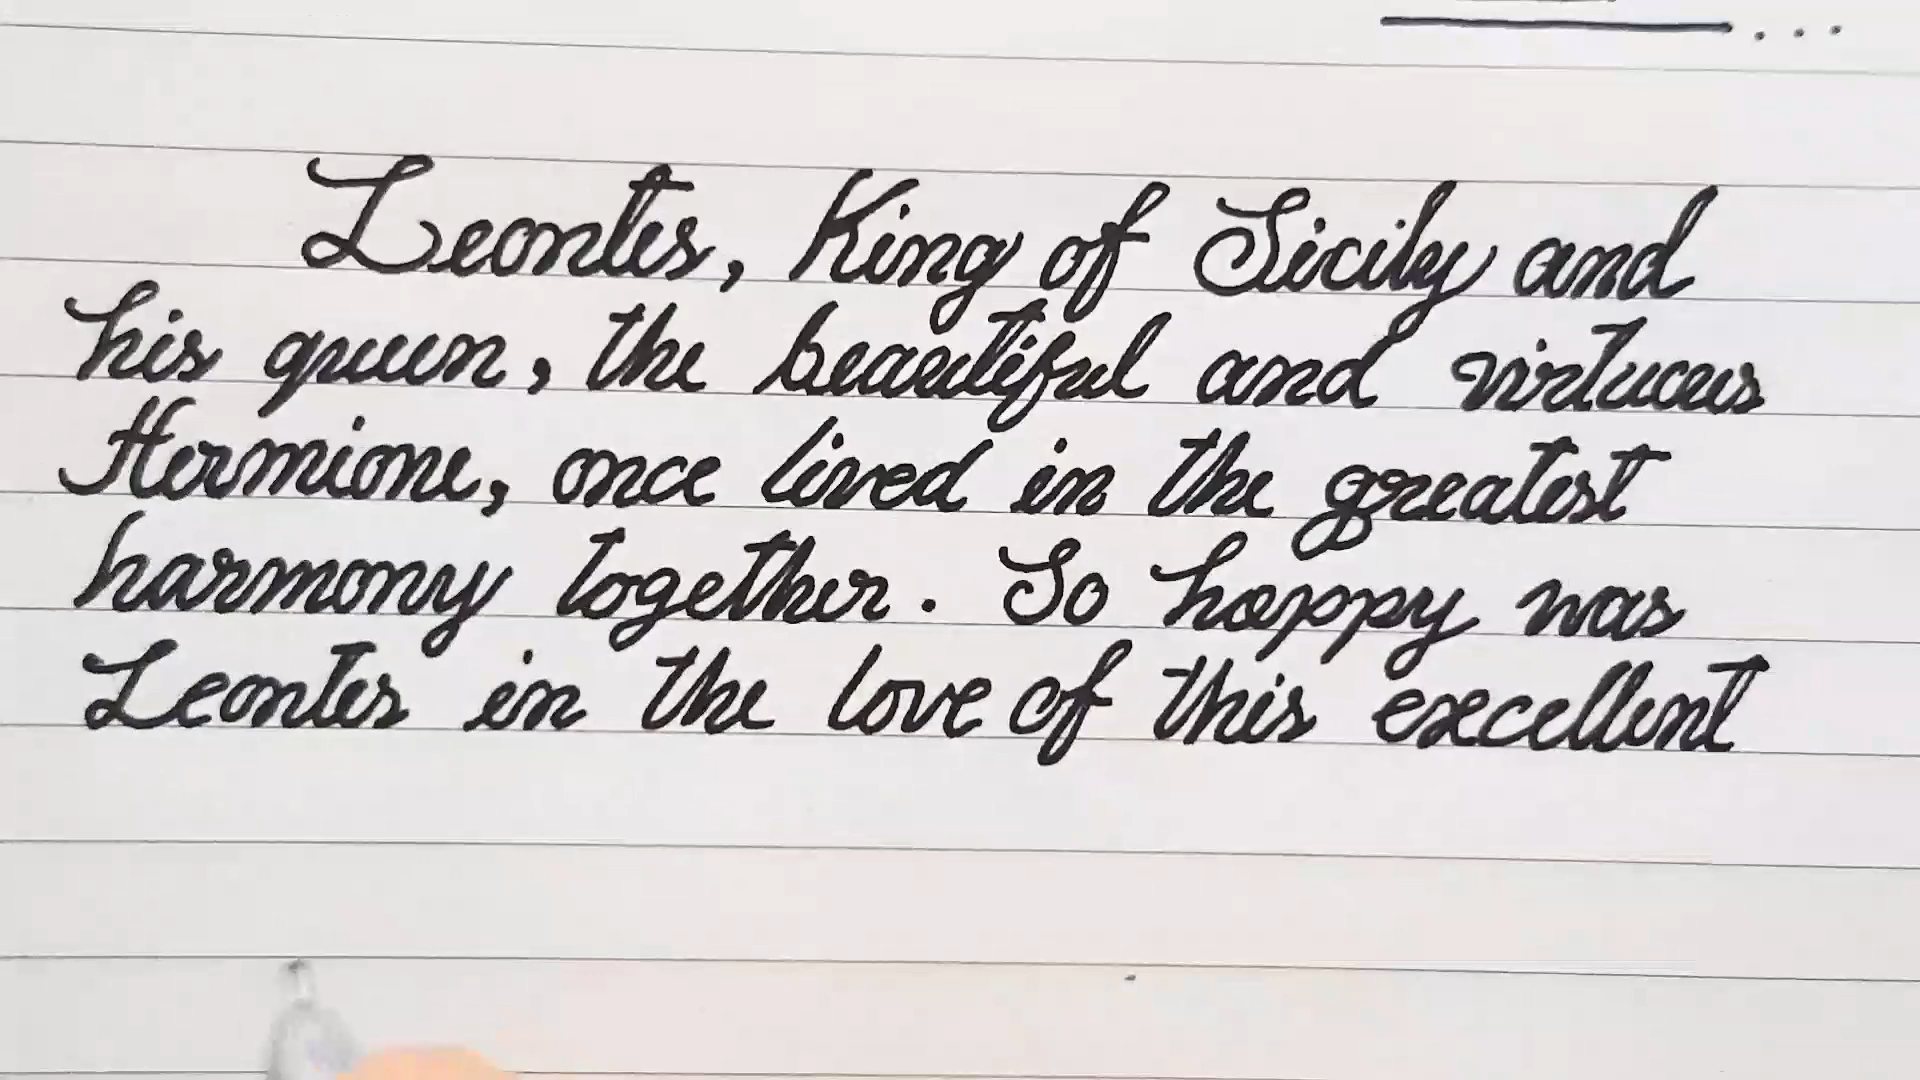 Leontes, King of Sicily and
his queen, the beautiful and virtuous
Hermione, once lived in the greatest
harmony together. So happy was
Leontes in the love of this excellent